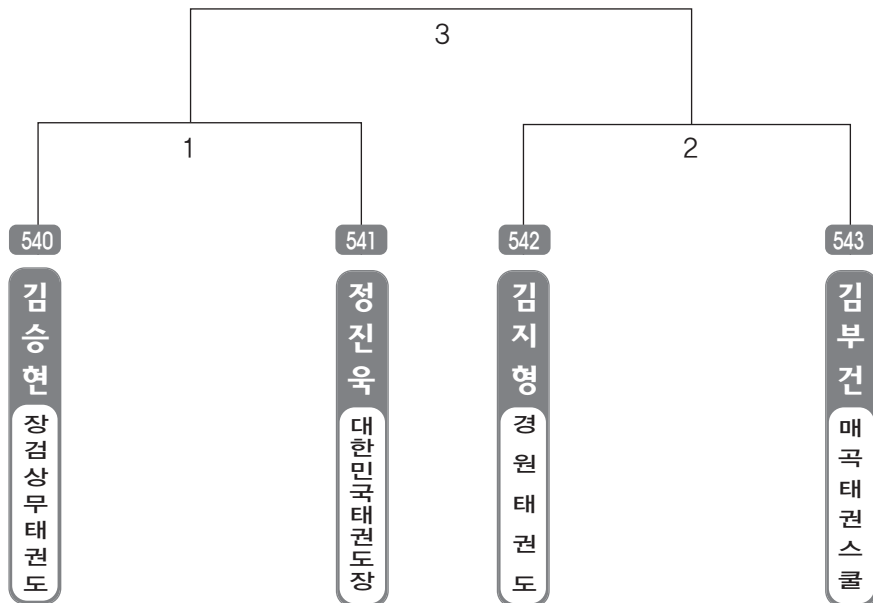 3
1
2
540
541
542
543
김승현
정진욱
김지형
김부건
장검상무태권도
대한민국태권도장
경원태권도
매곡태권스쿨